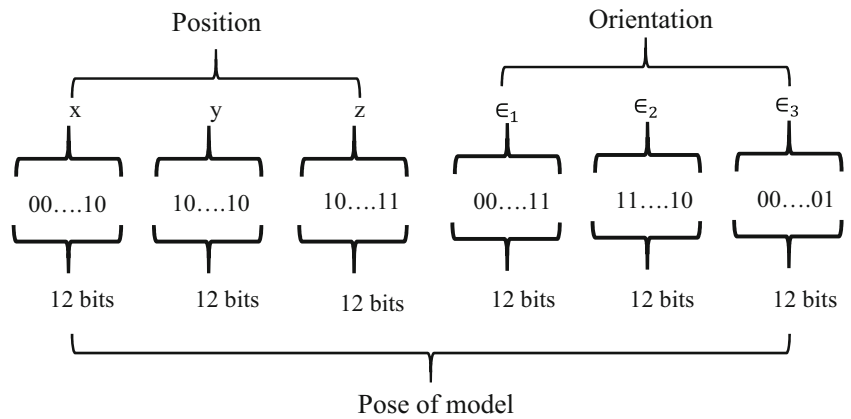 Position Orientation
x y z ∈1 ∈2 ∈3
00....10 10....10 10....11 00....11 11....10 00....01
12 bits 12 bits 12 bits 12 bits 12 bits 12 bits
Pose of model